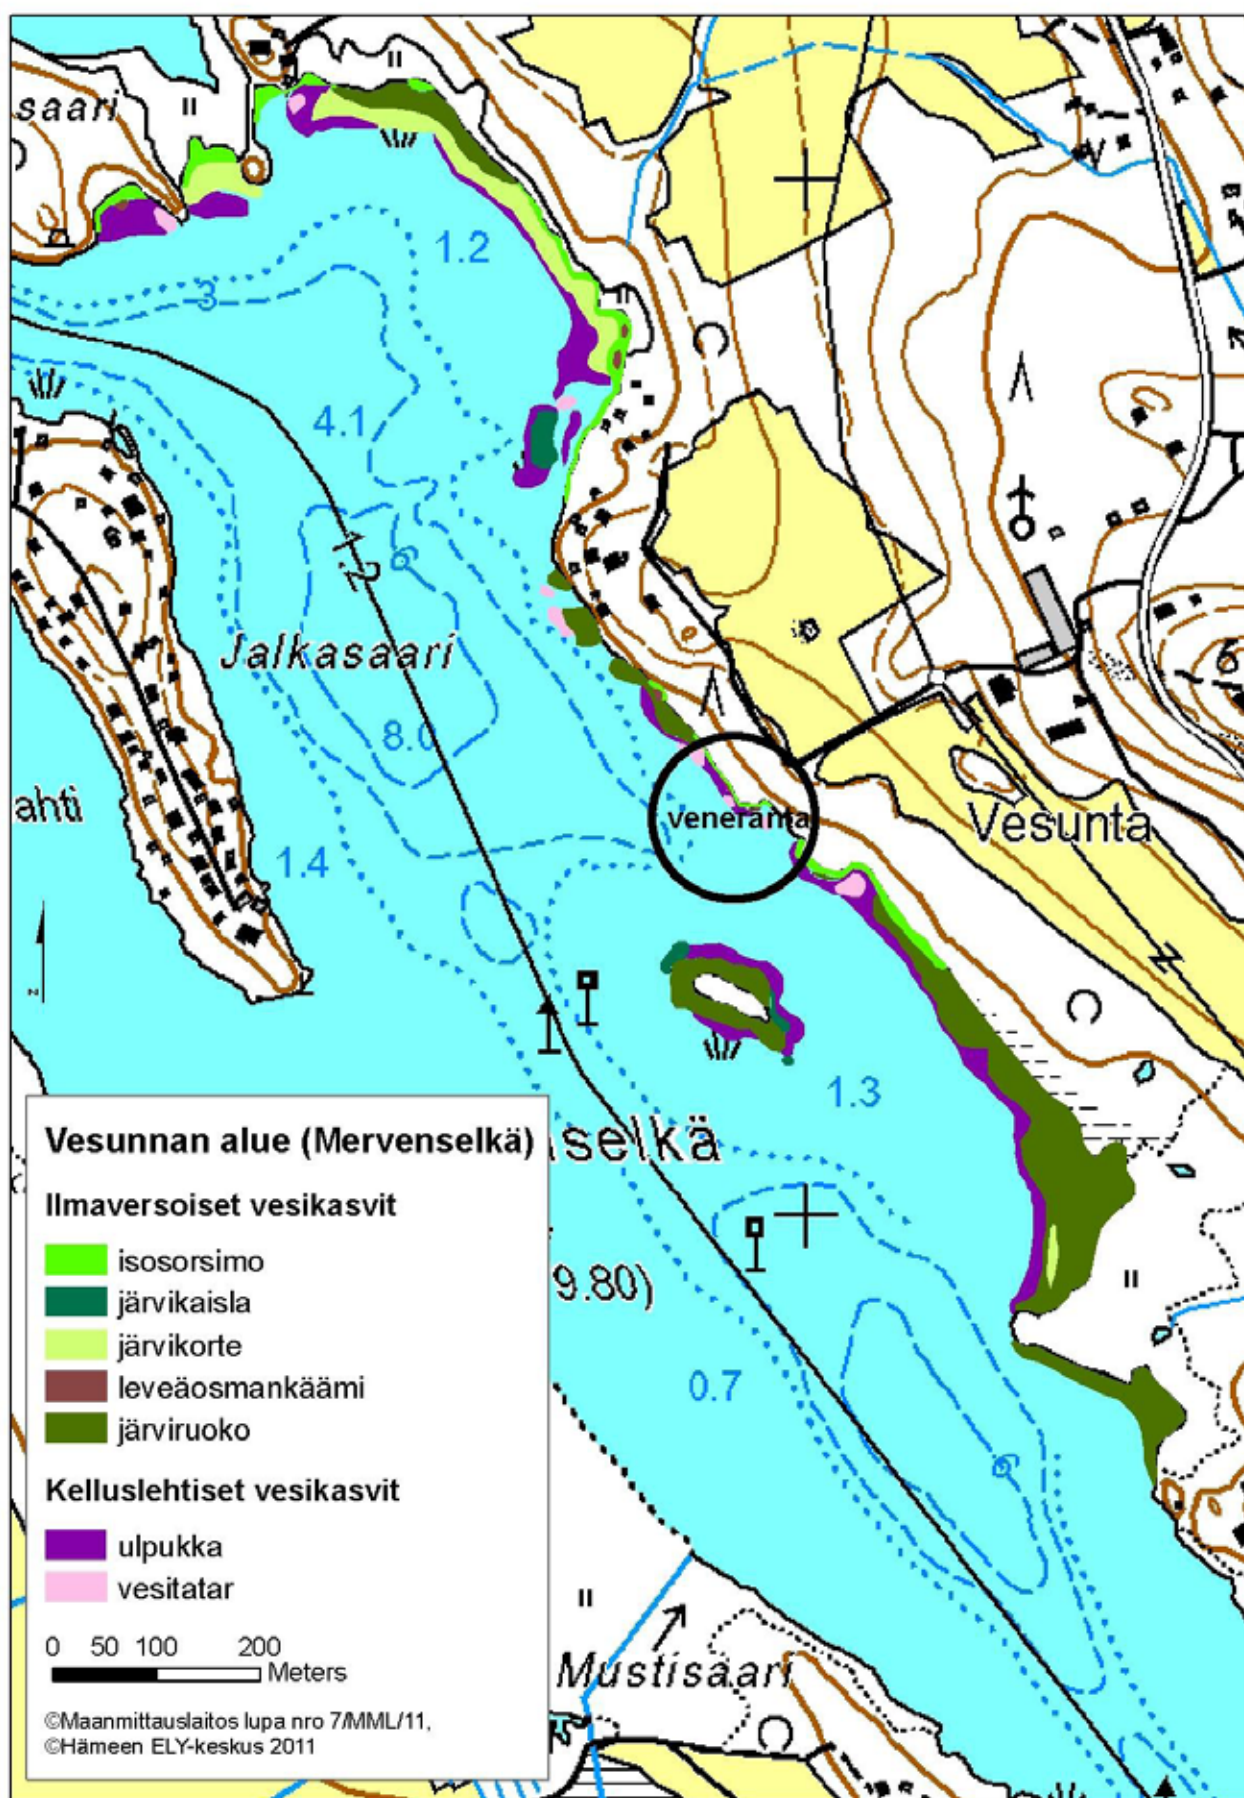 saari
1.2
3
4.1
1.2
Jalkasaari
8.0
ahti
1.4
veneranta
Vesunta
1.3
selkä
9.80)
0.7
Mustisaari
z
Vesunnan alue (Mervenselkä)
Ilmaversoiset vesikasvit
isosorsimo
järvikaisla
järvikorte
leveäosmankäämi
järviruoko
Kelluslehtiset vesikasvit
ulpukka
vesitatar
0 50 100 200
Meters
©Maanmittauslaitos lupa nro 7/MML/11,
©Hämeen ELY-keskus 2011